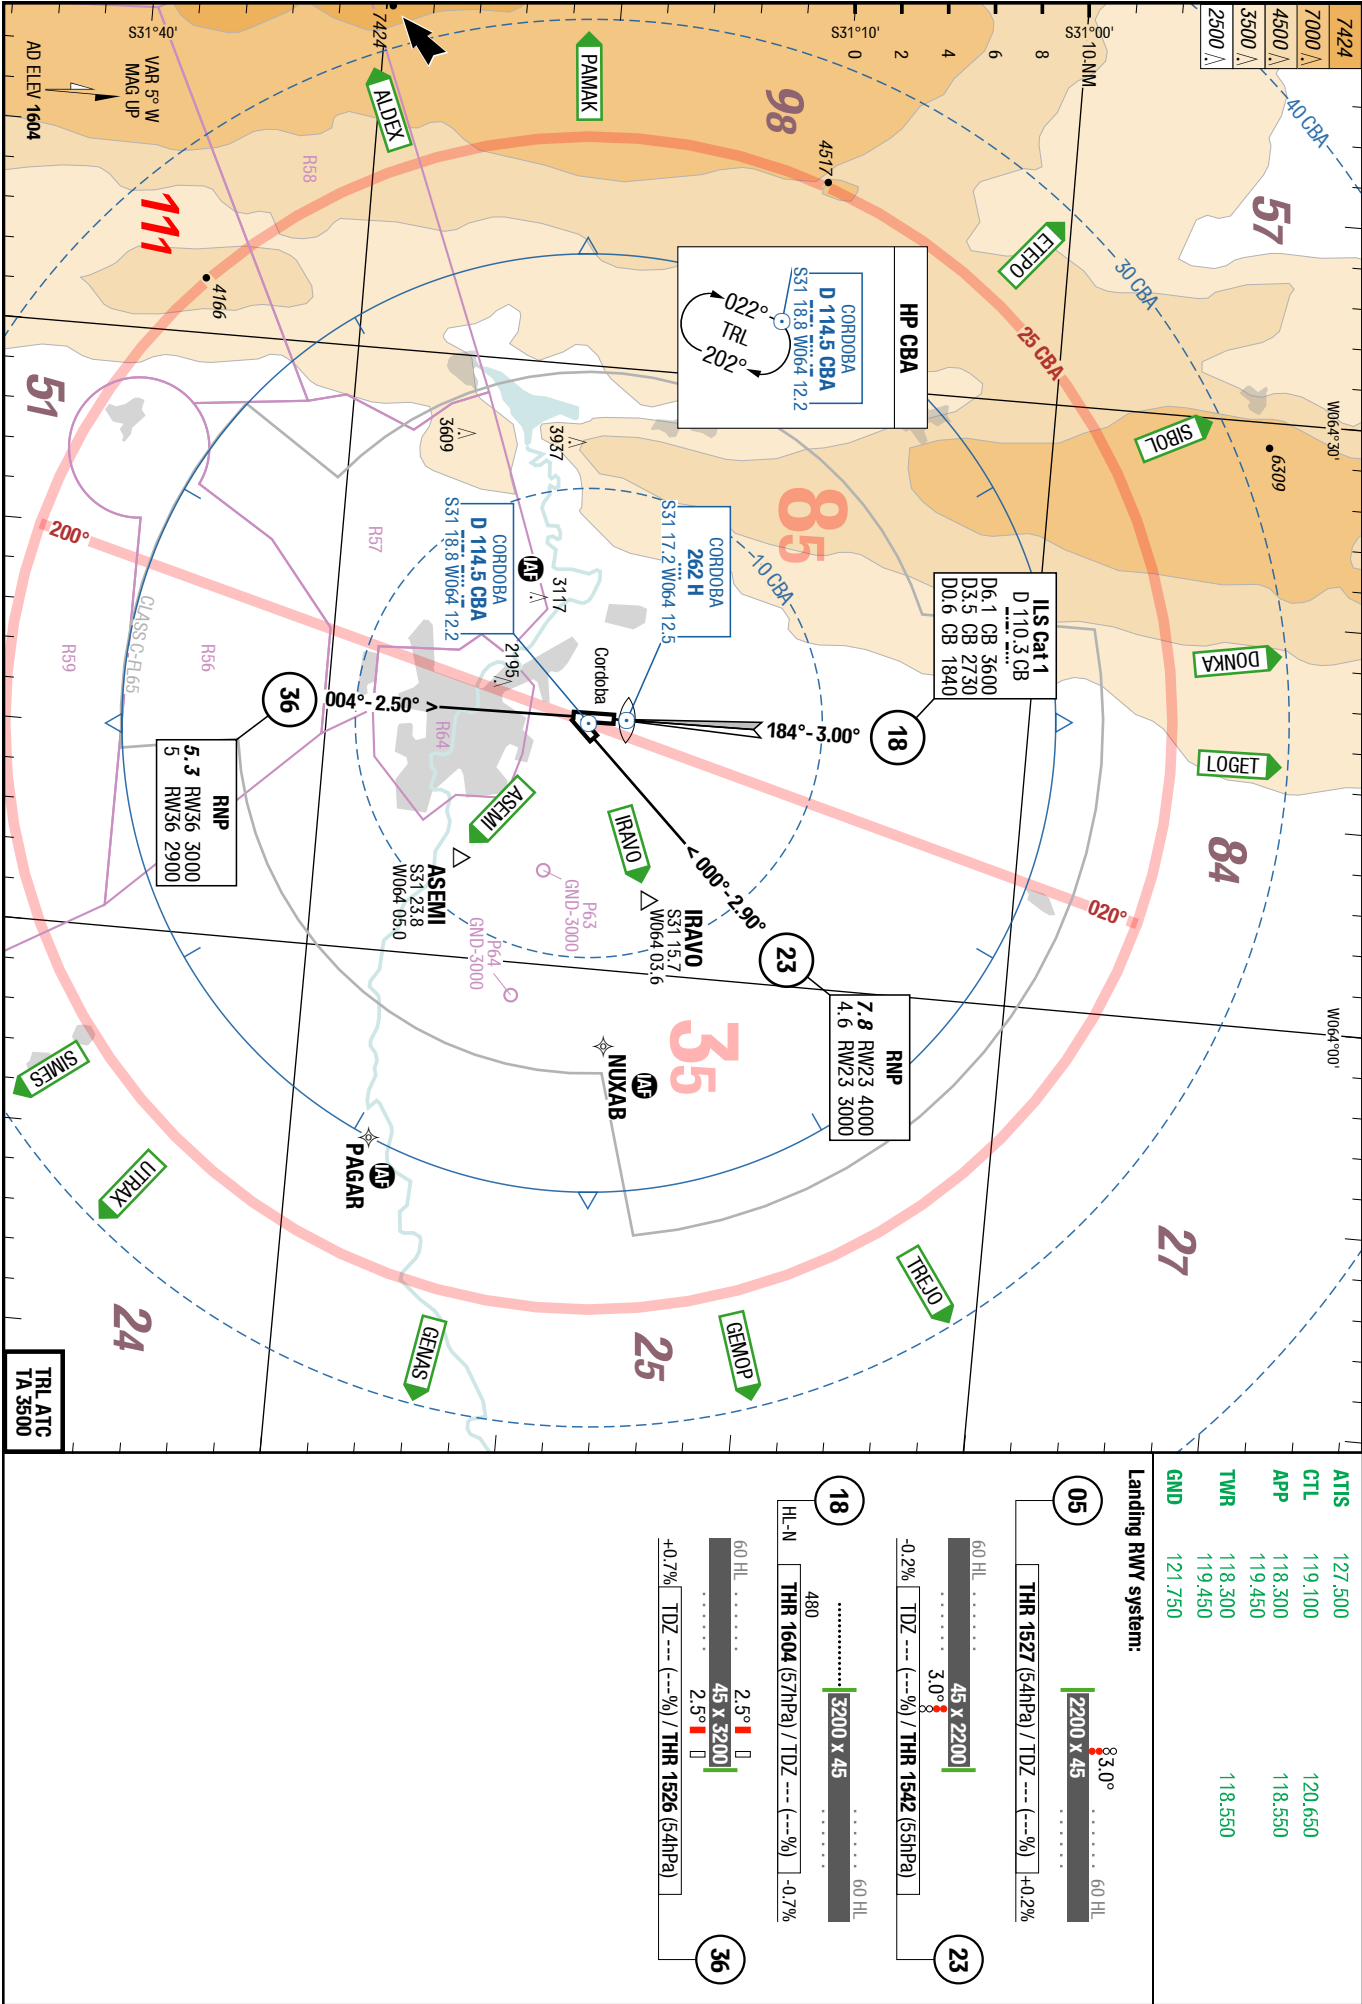 7424
7000
4500
3500
2500
40 CBA
57
30 CBA
25 CBA
S31°00'
10 NM
8
6
4
2
0
S31°10'
S31°40'
7424
ETEPO
98
4517
PAMAK
ALDEX
VAR 5° W
MAG UP
AD ELEV 1604
R58
111
4166
51
W064°30'
6309
SIBOL
HP CBA
CORDOBA
D 114.5 CBA
S31 18.8 W064 12.2
022°
TRL
202°
3937
3609
85
10 CBA
CORDOBA
262 H
S31 17.2 W064 12.5
CORDOBA
D 114.5 CBA
S31 18.8 W064 12.2
IAF
3117
2195
R57
200°
CLASS C-FL65
R56
R59
R64
Cordoba
ILS Cat 1
D 110.3 CB
D6.1 CB 3600
D3.5 CB 2730
D0.6 CB 1840
DONKA
LOGET
84
18
184°- 3.00°
36
004°- 2.50° >
RNP
5.3 RW36 3000
5 RW36 2900
ASEMI
IRAVO
< 000°- 2.90°
020°
ASEMI
S31 23.8
W064 05.0
IRAVO
S31 15.7
W064 03.6
P63
GND-3000
P64
GND-3000
23
RNP
7.8 RW23 4000
4.6 RW23 3000
W064°00'
35
IAF
NUXAB
IAF
PAGAR
SIMES
UTRAX
27
TREJO
GEMOP
25
GENAS
24
TRL ATC
TA 3500
ATIS 127.500
CTL 119.100 120.650
APP 118.300 118.550
119.450
TWR 118.300 118.550
119.450
GND 121.750
Landing RWY system:
05
3.0°
2200 x 45
60 HL
THR 1527 (54hPa) / TDZ --- (---%)
+0.2%
60 HL
45 x 2200
3.0°
-0.2%
TDZ --- (---%) / THR 1542 (55hPa)
23
18
480
3200 x 45
60 HL
HL-N
THR 1604 (57hPa) / TDZ --- (---%)
-0.7%
60 HL
2.5°
45 x 3200
2.5°
+0.7%
TDZ --- (---%) / THR 1526 (54hPa)
36